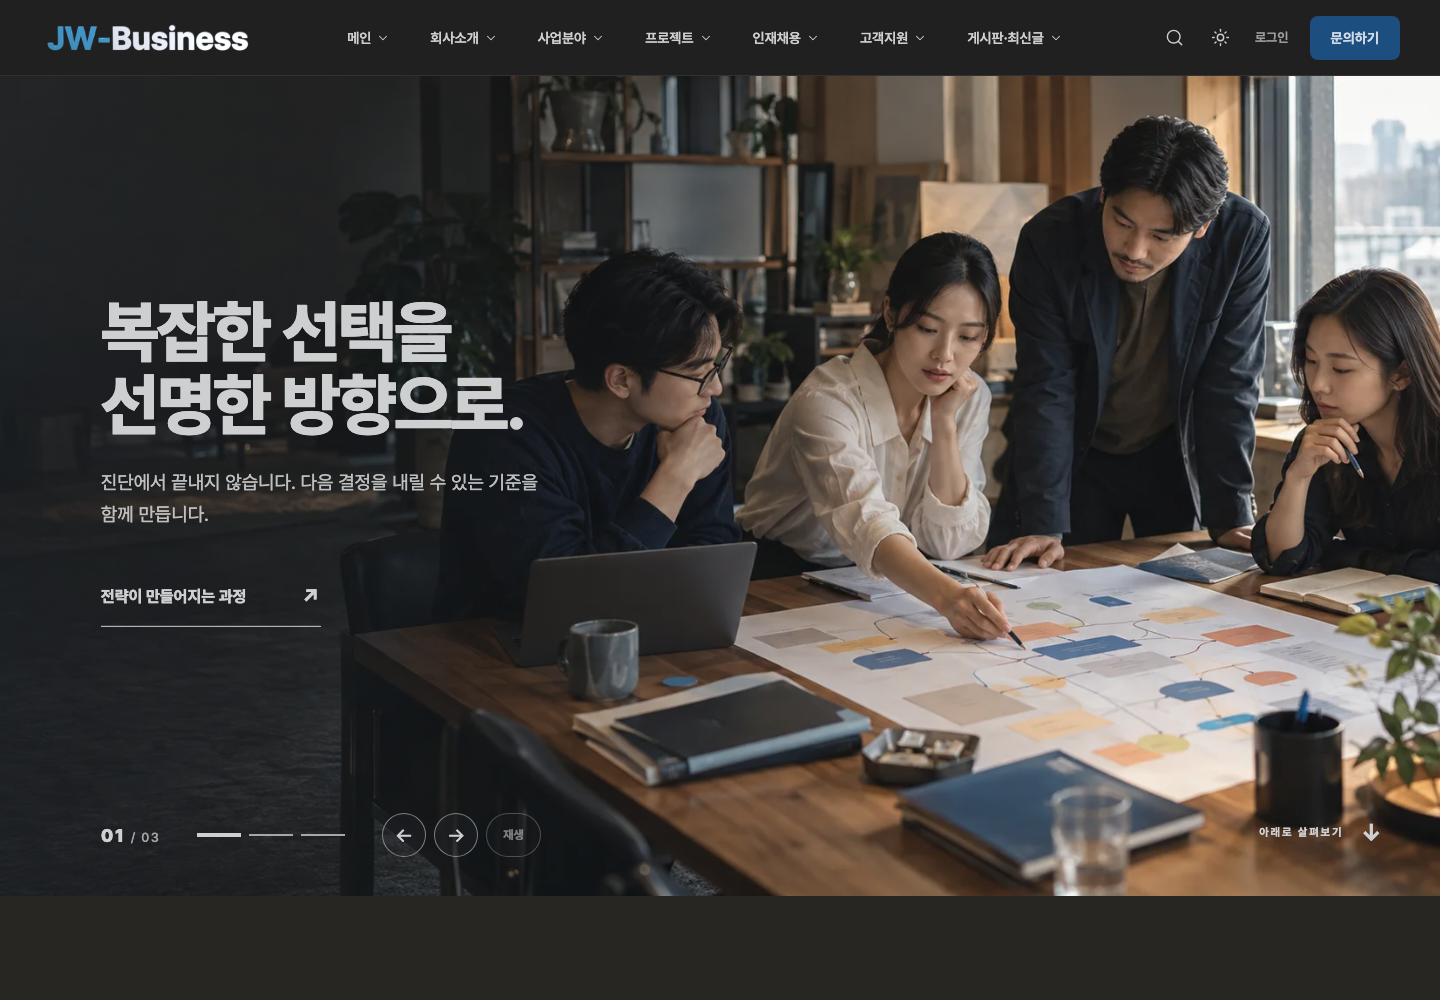 JW-Business
메인
회사소개
사업분야
프로젝트
인재채용
고객지원
게시판·최신글
로그인
문의하기
복잡한 선택을
선명한 방향으로.
진단에서 끝내지 않습니다. 다음 결정을 내릴 수 있는 기준을
함께 만듭니다.
전략이 만들어지는 과정
01 / 03
재생
아래로 살펴보기